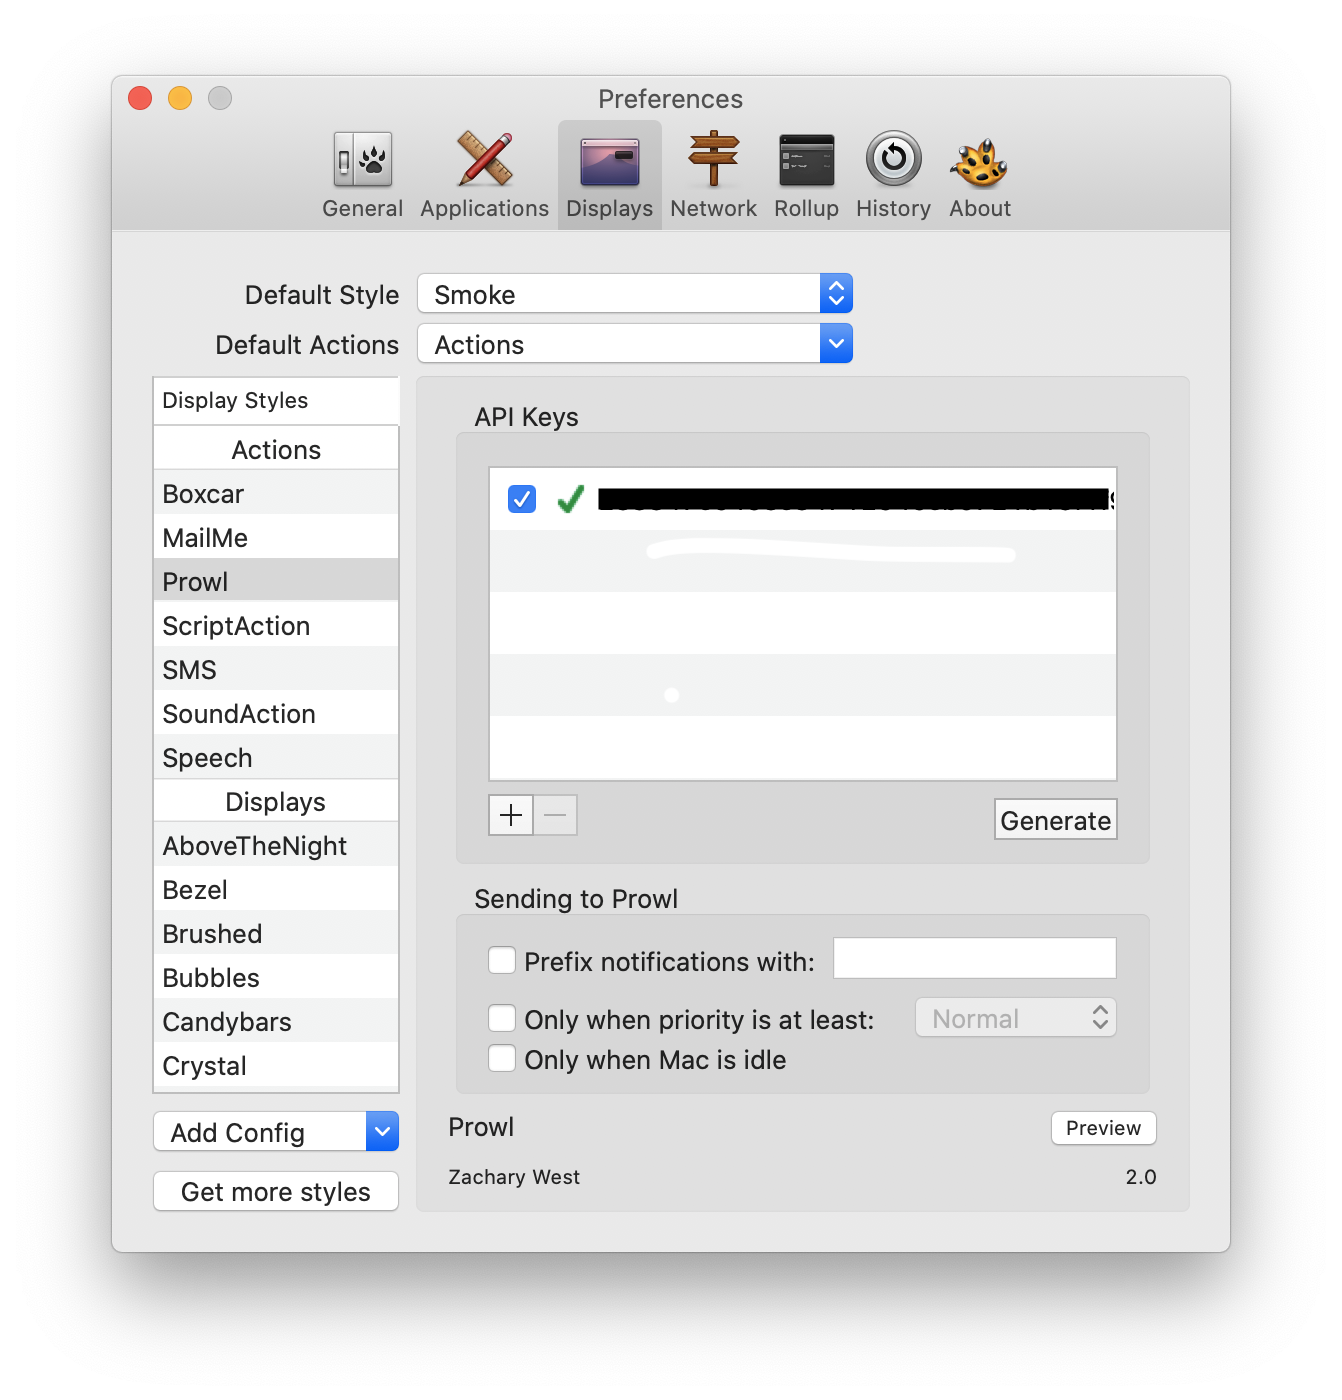 Preferences
General Applications Displays Network Rollup History About
Default Style Smoke
Default Actions Actions
Display Styles
Actions
Boxcar
MailMe
Prowl
ScriptAction
SMS
SoundAction
Speech
Displays
AboveTheNight
Bezel
Brushed
Bubbles
Candybars
Crystal
Add Config
Get more styles
API Keys
Generate
Sending to Prowl
Prefix notifications with:
Only when priority is at least: Normal
Only when Mac is idle
Prowl
Preview
Zachary West 2.0